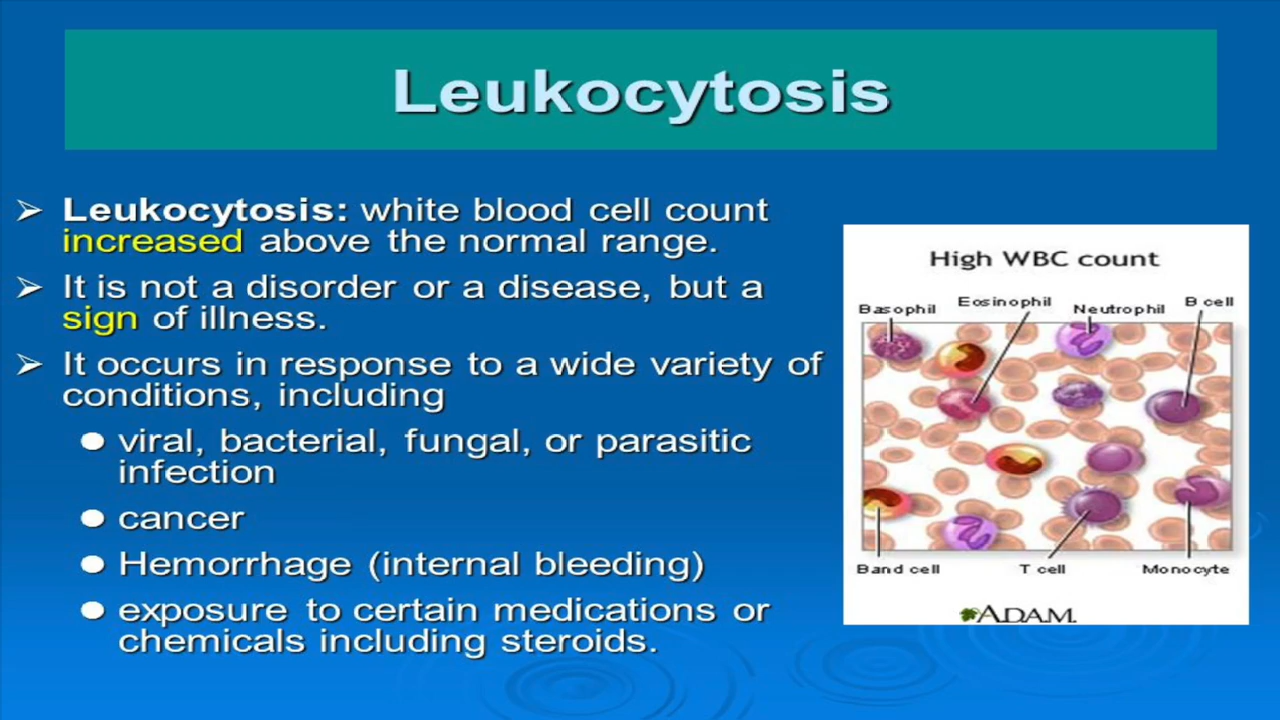 Leukocytosis
➢ Leukocytosis: white blood cell count
increased above the normal range.
➢ It is not a disorder or a disease, but a
sign of illness.
➢ It occurs in response to a wide variety of
conditions, including
● viral, bacterial, fungal, or parasitic
infection
● cancer
● Hemorrhage (internal bleeding)
● exposure to certain medications or
chemicals including steroids.
High WBC count
Basophil Eosinophil Neutrophil B cell
Band cell T cell Monocyte
ADAM.